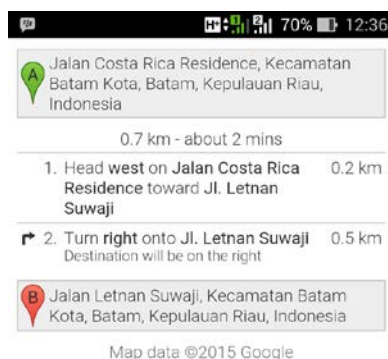 H+ 1 2 70% 12:36
A
Jalan Costa Rica Residence, Kecamatan
Batam Kota, Batam, Kepulauan Riau,
Indonesia
0.7 km - about 2 mins
1. Head west on Jalan Costa Rica 0.2 km
Residence toward Jl. Letnan
Suwaji
2. Turn right onto Jl. Letnan Suwaji 0.5 km
Destination will be on the right
B
Jalan Letnan Suwaji, Kecamatan Batam
Kota, Batam, Kepulauan Riau, Indonesia
Map data ©2015 Google